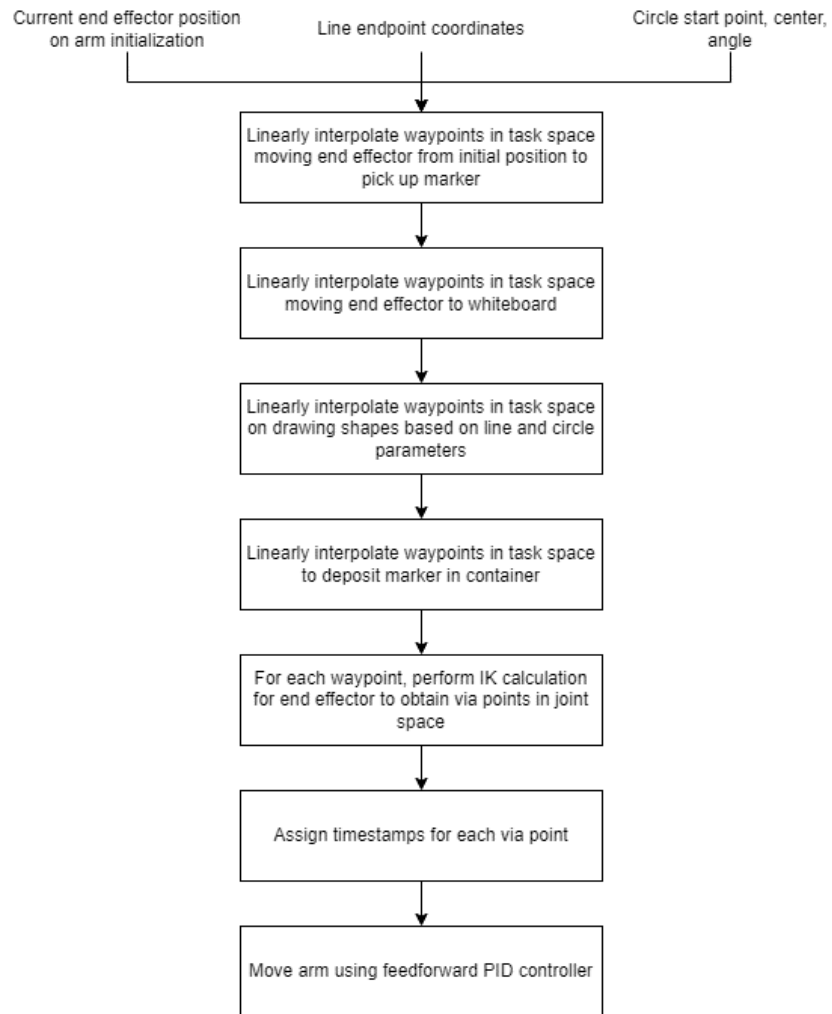 Current end effector position
on arm initialization
Line endpoint coordinates
Circle start point, center,
angle
Linearly interpolate waypoints in task space
moving end effector from initial position to
pick up marker
Linearly interpolate waypoints in task space
moving end effector to whiteboard
Linearly interpolate waypoints in task space
on drawing shapes based on line and circle
parameters
Linearly interpolate waypoints in task space
to deposit marker in container
For each waypoint, perform IK calculation
for end effector to obtain via points in joint
space
Assign timestamps for each via point
Move arm using feedforward PID controller